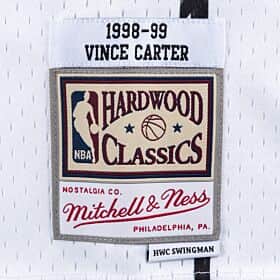 1998-99
VINCE CARTER
HARDWOOD
NBA
CLASSICS
NOSTALGIA CO.
Mitchell & Ness
PHILADELPHIA, PA.
HWC SWINGMAN